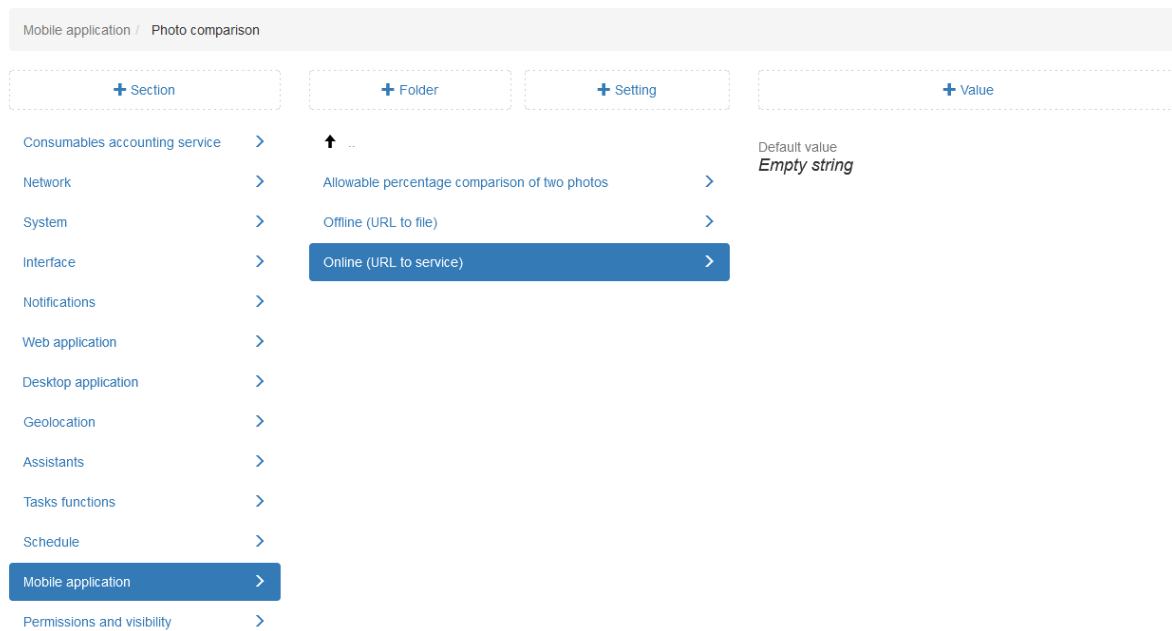 Mobile application / Photo comparison
+ Section
+ Folder
+ Setting
+ Value
Consumables accounting service
Network
System
Interface
Notifications
Web application
Desktop application
Geolocation
Assistants
Tasks functions
Schedule
Mobile application
Permissions and visibility
..
Allowable percentage comparison of two photos
Offline (URL to file)
Online (URL to service)
Default value
Empty string